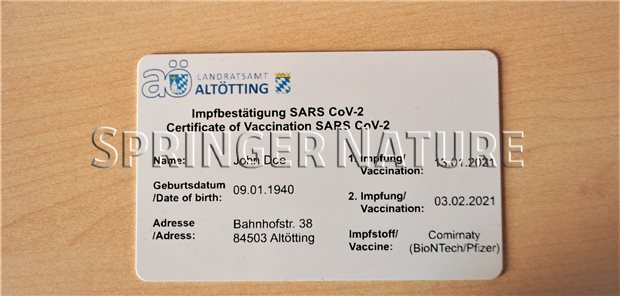 aö LANDRATSAMT
ALTÖTTING
Impfbestätigung SARS CoV-2
Certificate of Vaccination SARS CoV-2
SPRINGER NATURE
Name: John Doe
1. Impfung/ Vaccination: 13.01.2021
Geburtsdatum /Date of birth: 09.01.1940
2. Impfung/ Vaccination: 03.02.2021
Adresse /Adress: Bahnhofstr. 38
84503 Altötting
Impfstoff/ Vaccine: Comirnaty
(BioNTech/Pfizer)